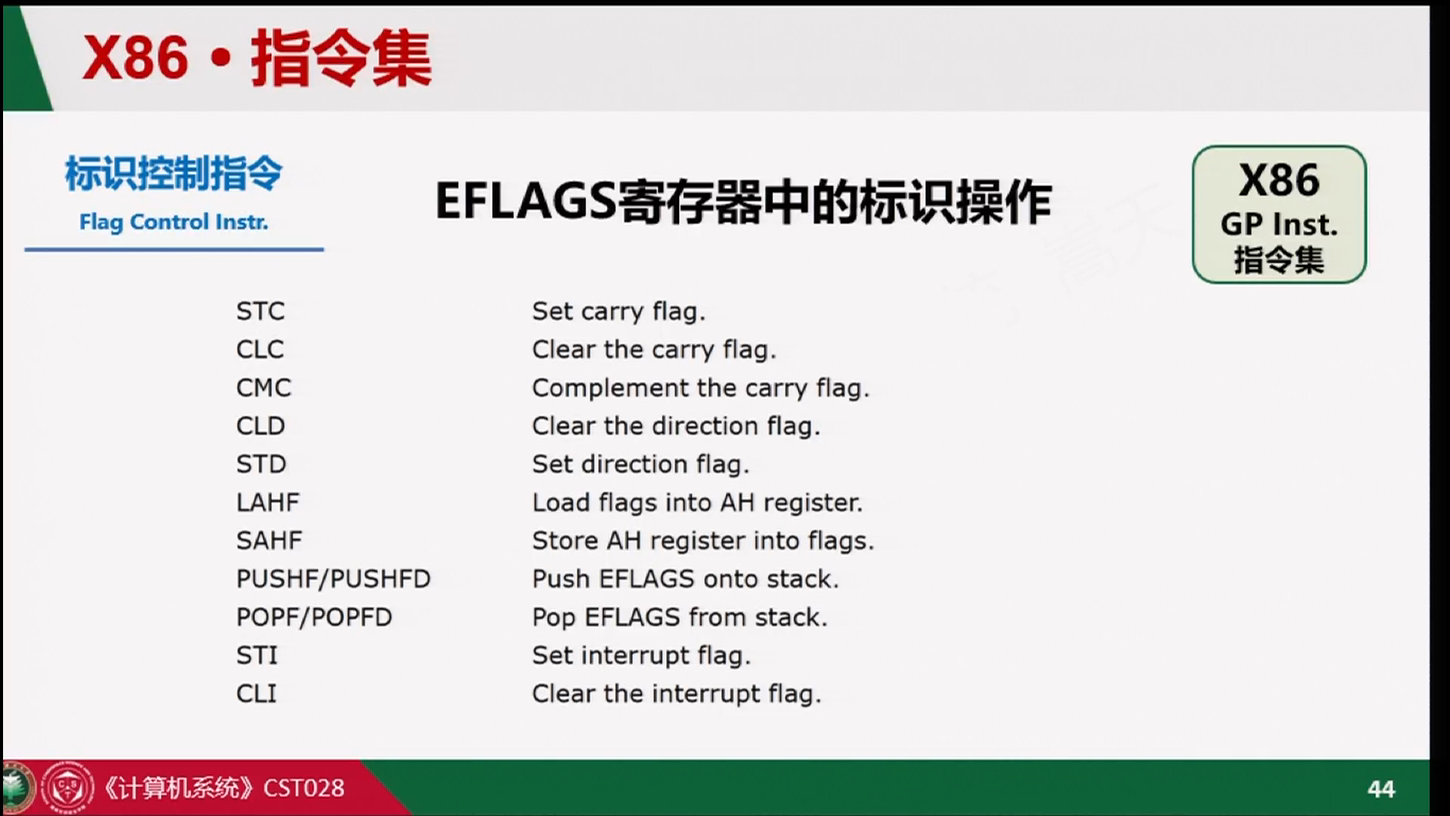 X86 • 指令集
标识控制指令
Flag Control Instr.
EFLAGS寄存器中的标识操作
X86
GP Inst.
指令集
STC Set carry flag.
CLC Clear the carry flag.
CMC Complement the carry flag.
CLD Clear the direction flag.
STD Set direction flag.
LAHF Load flags into AH register.
SAHF Store AH register into flags.
PUSHF/PUSHFD Push EFLAGS onto stack.
POPF/POPFD Pop EFLAGS from stack.
STI Set interrupt flag.
CLI Clear the interrupt flag.
《计算机系统》CST028
44